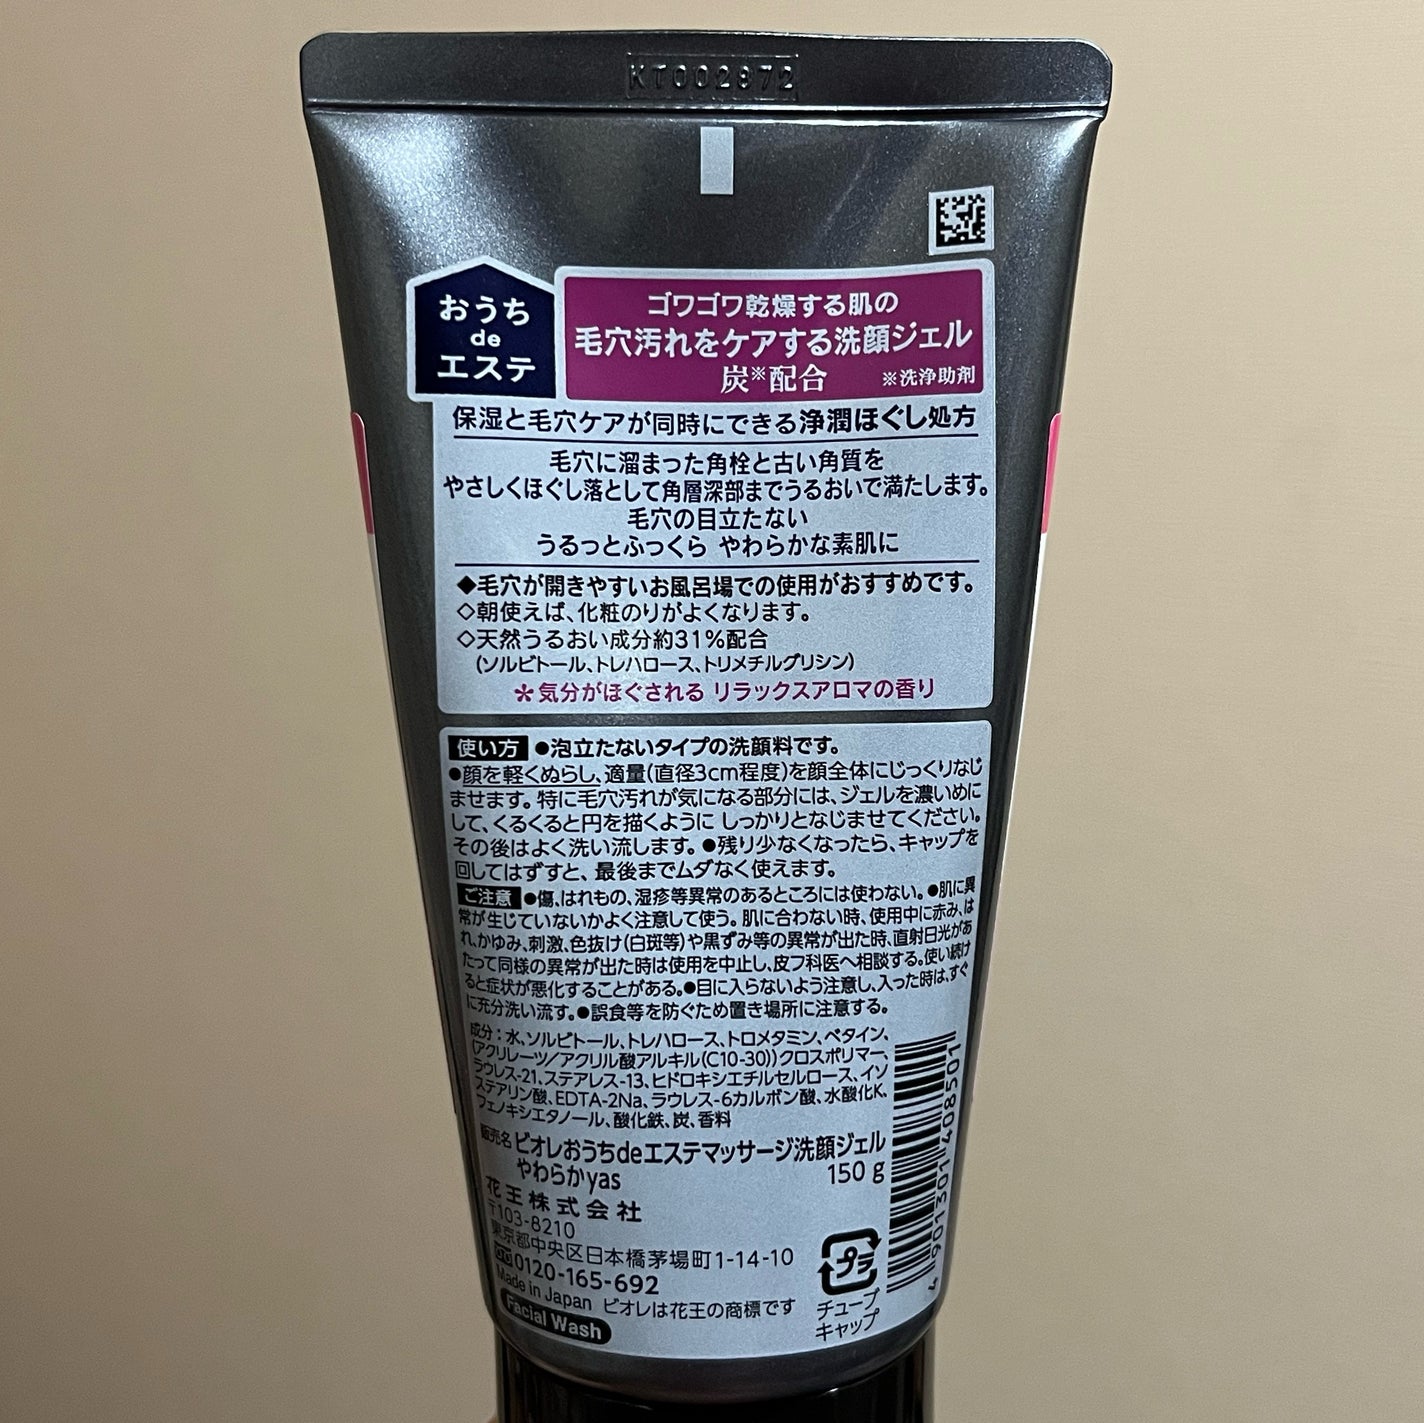 KT002872
おうち
de
エステ
ゴワゴワ乾燥する肌の
毛穴汚れをケアする洗顔ジェル
炭※配合 ※洗浄助剤
保湿と毛穴ケアが同時にできる浄潤ほぐし処方
毛穴に溜まった角栓と古い角質を
やさしくほぐし落として角層深部までうるおいで満たします。
毛穴の目立たない
うるっとふっくら やわらかな素肌に
◆毛穴が開きやすいお風呂場での使用がおすすめです。
◇朝使えば、化粧のりがよくなります。
◇天然うるおい成分約31%配合
(ソルビトール、トレハロース、トリメチルグリシン)
＊気分がほぐされる リラックスアロマの香り
使い方 ●泡立たないタイプの洗顔料です。
●顔を軽くぬらし、適量(直径3cm程度)を顔全体にじっくりなじ
ませます。特に毛穴汚れが気になる部分には、ジェルを濃いめに
して、くるくると円を描くように しっかりとなじませてください。
その後はよく洗い流します。●残り少なくなったら、キャップを
回してはずすと、最後までムダなく使えます。
ご注意 ●傷、はれもの、湿疹等異常のあるところには使わない。●肌に異
常が生じていないかよく注意して使う。肌に合わない時、使用中に赤み、は
れ、かゆみ、刺激、色抜け(白斑等)や黒ずみ等の異常が出た時、直射日光があ
たって同様の異常が出た時は使用を中止し、皮フ科医へ相談する。使い続け
ると症状が悪化することがある。●目に入らないよう注意し、入った時は、すぐ
に充分洗い流す。●誤食等を防ぐため置き場所に注意する。
成分：水、ソルビトール、トレハロース、トロメタミン、ベタイン、
(アクリレーツ/アクリル酸アルキル(C10-30))クロスポリマー、
ラウレス-21、ステアレス-13、ヒドロキシエチルセルロース、イソ
ステアリン酸、EDTA-2Na、ラウレス-6カルボン酸、水酸化K、
フェノキシエタノール、酸化鉄、炭、香料
販売名 ビオレおうちdeエステマッサージ洗顔ジェル
やわらかyas 150 g
花王株式会社
〒103-8210
東京都中央区日本橋茅場町1-14-10
0120-165-692
Made in Japan ビオレは花王の商標です
Facial Wash
プラ
チューブ
キャップ
4 901301 408501